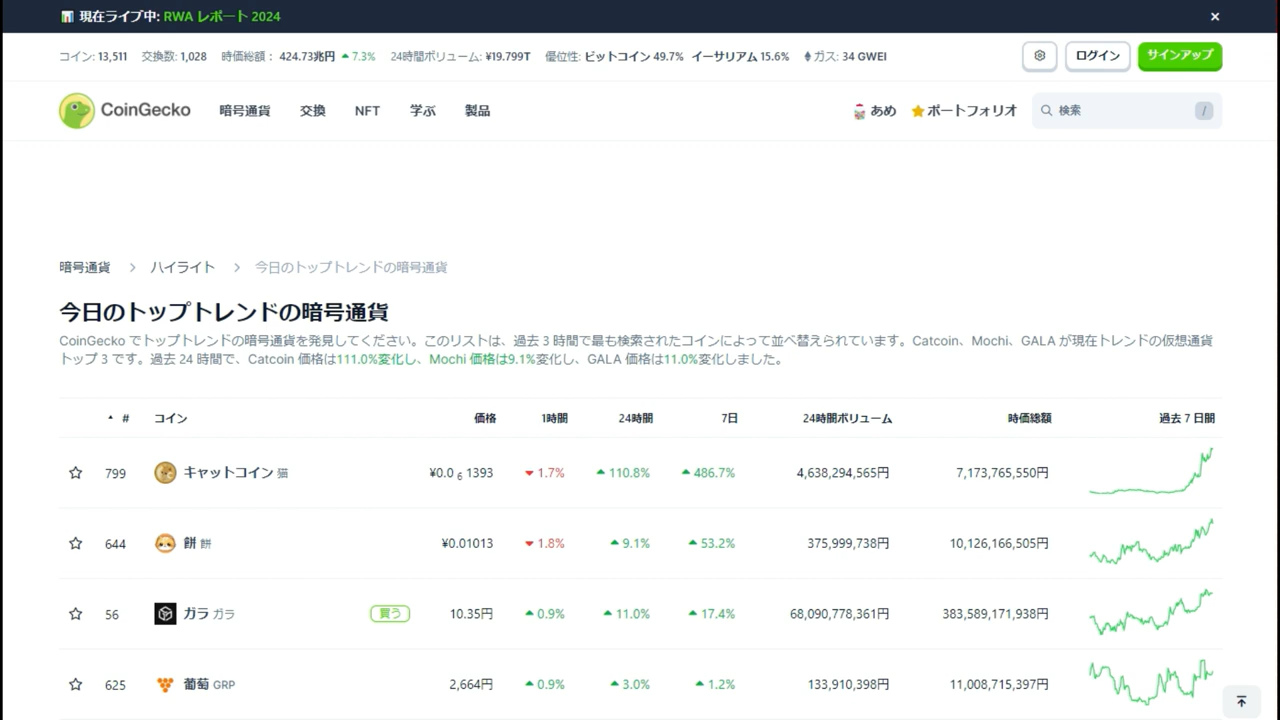 現在ライブ中: RWA レポート 2024
コイン: 13,511 交換数: 1,028 時価総額： 424.73兆円 7.3% 24時間ボリューム: ¥19.799T 優位性: ビットコイン 49.7% イーサリアム 15.6% ガス: 34 GWEI
ログイン サインアップ
CoinGecko 暗号通貨 交換 NFT 学ぶ 製品 あめ ポートフォリオ 検索 /
暗号通貨 > ハイライト > 今日のトップトレンドの暗号通貨
今日のトップトレンドの暗号通貨
CoinGecko でトップトレンドの暗号通貨を発見してください。このリストは、過去 3 時間で最も検索されたコインによって並べ替えられています。Catcoin、Mochi、GALA が現在トレンドの仮想通貨
トップ 3 です。過去 24 時間で、Catcoin 価格は111.0%変化し、Mochi 価格は9.1%変化し、GALA 価格は11.0%変化しました。
# コイン 価格 1時間 24時間 7日 24時間ボリューム 時価総額 過去 7 日間
799 キャットコイン 猫 ¥0.0 6 1393 1.7% 110.8% 486.7% 4,638,294,565円 7,173,765,550円
644 餅 餅 ¥0.01013 1.8% 9.1% 53.2% 375,999,738円 10,126,166,505円
56 ガラ ガラ 買う 10.35円 0.9% 11.0% 17.4% 68,090,778,361円 383,589,171,938円
625 葡萄 GRP 2,664円 0.9% 3.0% 1.2% 133,910,398円 11,008,715,397円